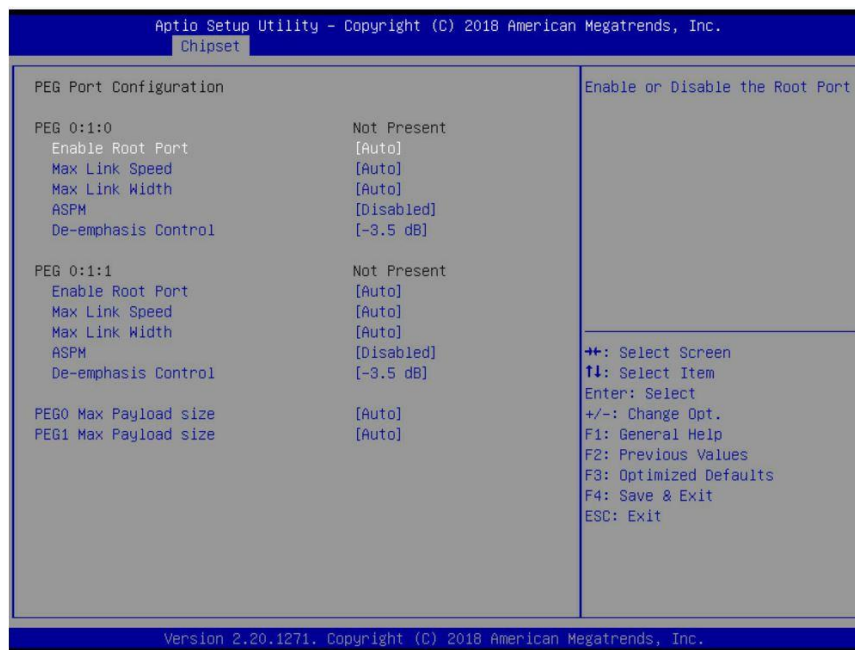 Aptio Setup Utility – Copyright (C) 2018 American Megatrends, Inc.
Chipset
PEG Port Configuration
PEG 0:1:0 Not Present
Enable Root Port [Auto]
Max Link Speed [Auto]
Max Link Width [Auto]
ASPM [Disabled]
De-emphasis Control [-3.5 dB]
PEG 0:1:1 Not Present
Enable Root Port [Auto]
Max Link Speed [Auto]
Max Link Width [Auto]
ASPM [Disabled]
De-emphasis Control [-3.5 dB]
PEG0 Max Payload size [Auto]
PEG1 Max Payload size [Auto]
Enable or Disable the Root Port
→←: Select Screen
↑↓: Select Item
Enter: Select
+/-: Change Opt.
F1: General Help
F2: Previous Values
F3: Optimized Defaults
F4: Save & Exit
ESC: Exit
Version 2.20.1271. Copyright (C) 2018 American Megatrends, Inc.